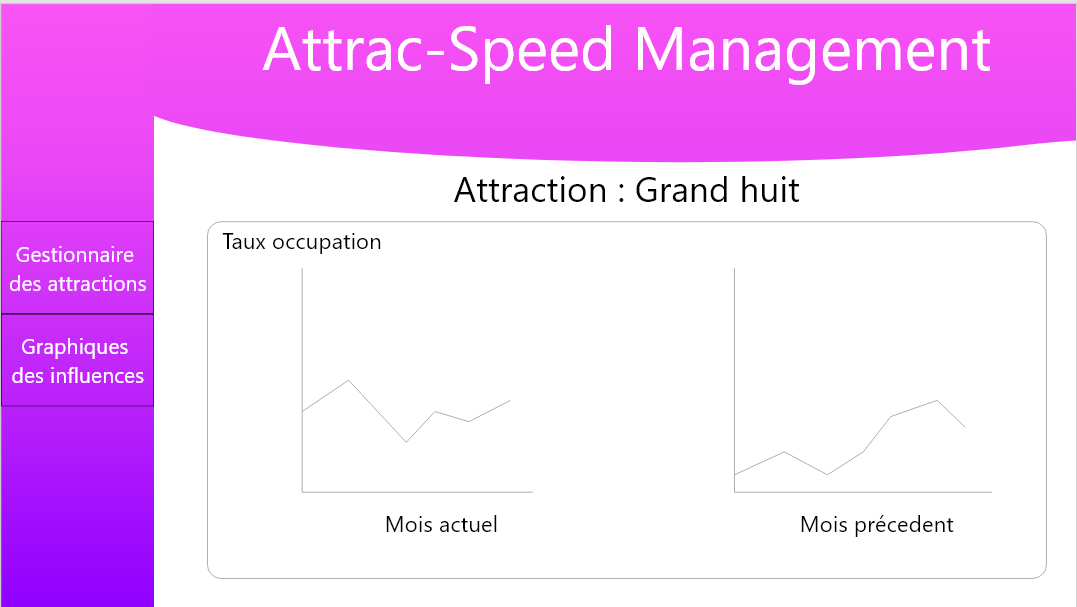 Attrac-Speed Management
Attraction : Grand huit
Gestionnaire
des attractions
Graphiques
des influences
Taux occupation
Mois actuel
Mois précedent